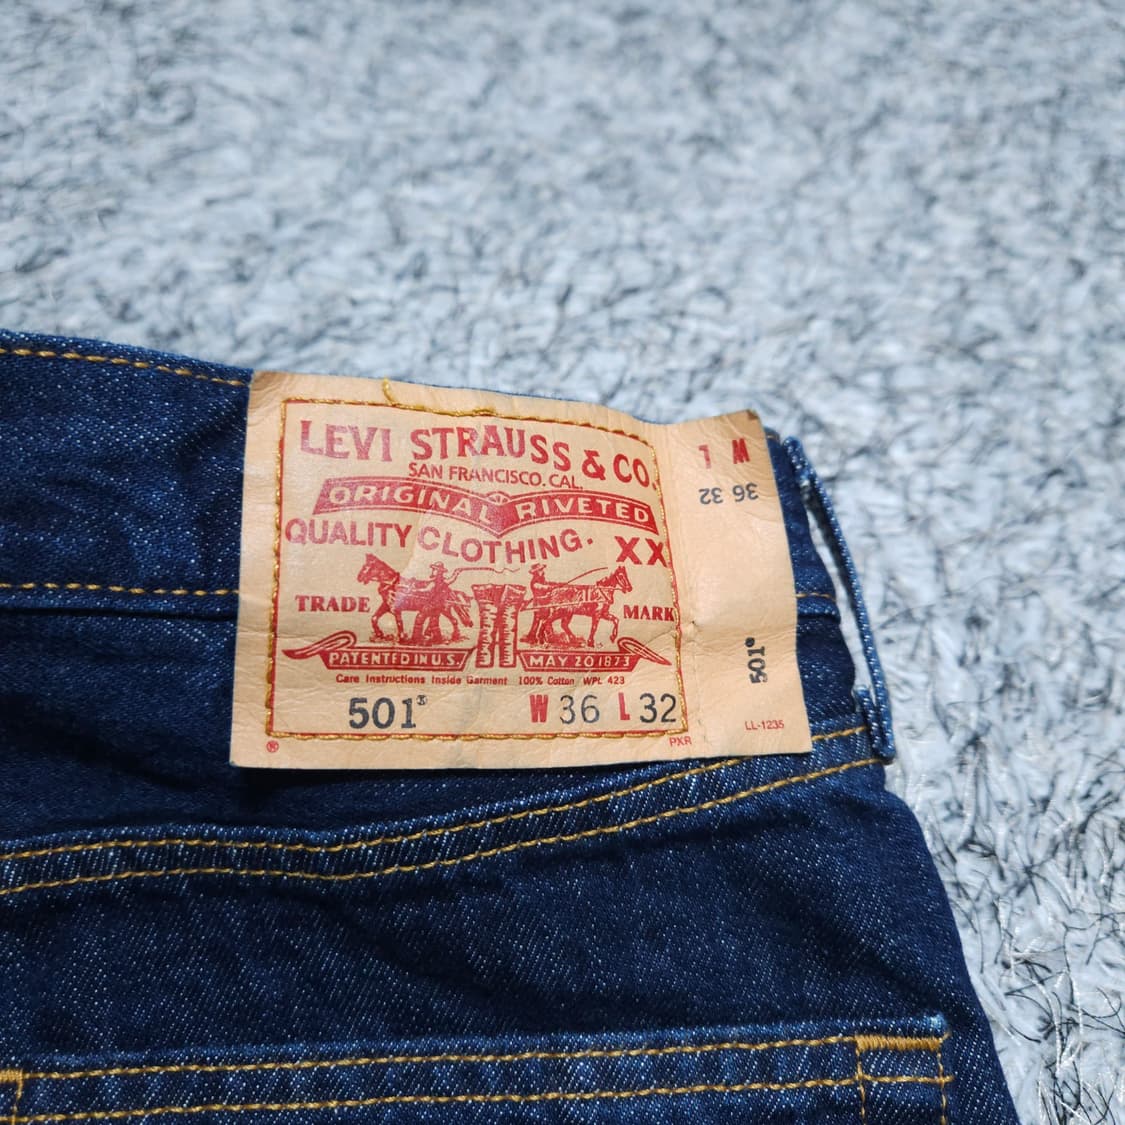 LEVI STRAUSS & CO.
SAN FRANCISCO. CAL.
ORIGINAL RIVETED
QUALITY CLOTHING. XX
TRADE MARK
PATENTED IN U.S. MAY 20 1873
Care Instructions Inside Garment 100% Cotton WPL 423
501® W 36 L 32
® PXR
W L
36 32
501®
LL-1235